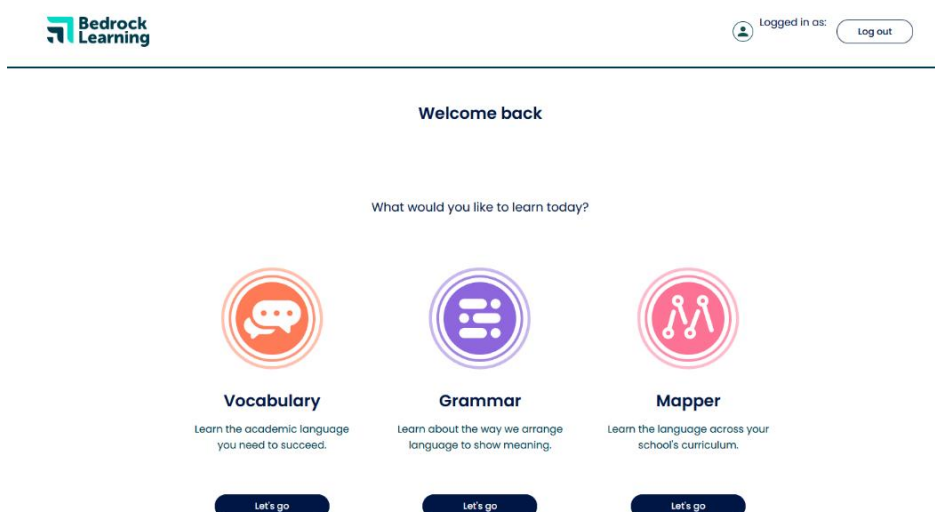 Bedrock
Learning
Logged in as:
Log out
Welcome back
What would you like to learn today?
Vocabulary
Learn the academic language
you need to succeed.
Let's go
Grammar
Learn about the way we arrange
language to show meaning.
Let's go
Mapper
Learn the language across your
school's curriculum.
Let's go